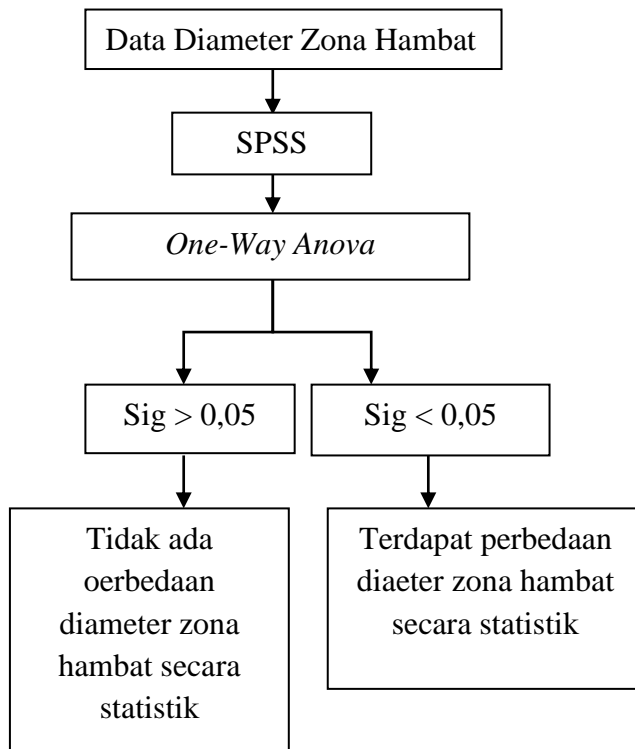 Data Diameter Zona Hambat
SPSS
One-Way Anova
Sig > 0,05
Sig < 0,05
Tidak ada
oerbedaan
diameter zona
hambat secara
statistik
Terdapat perbedaan
diaeter zona hambat
secara statistik